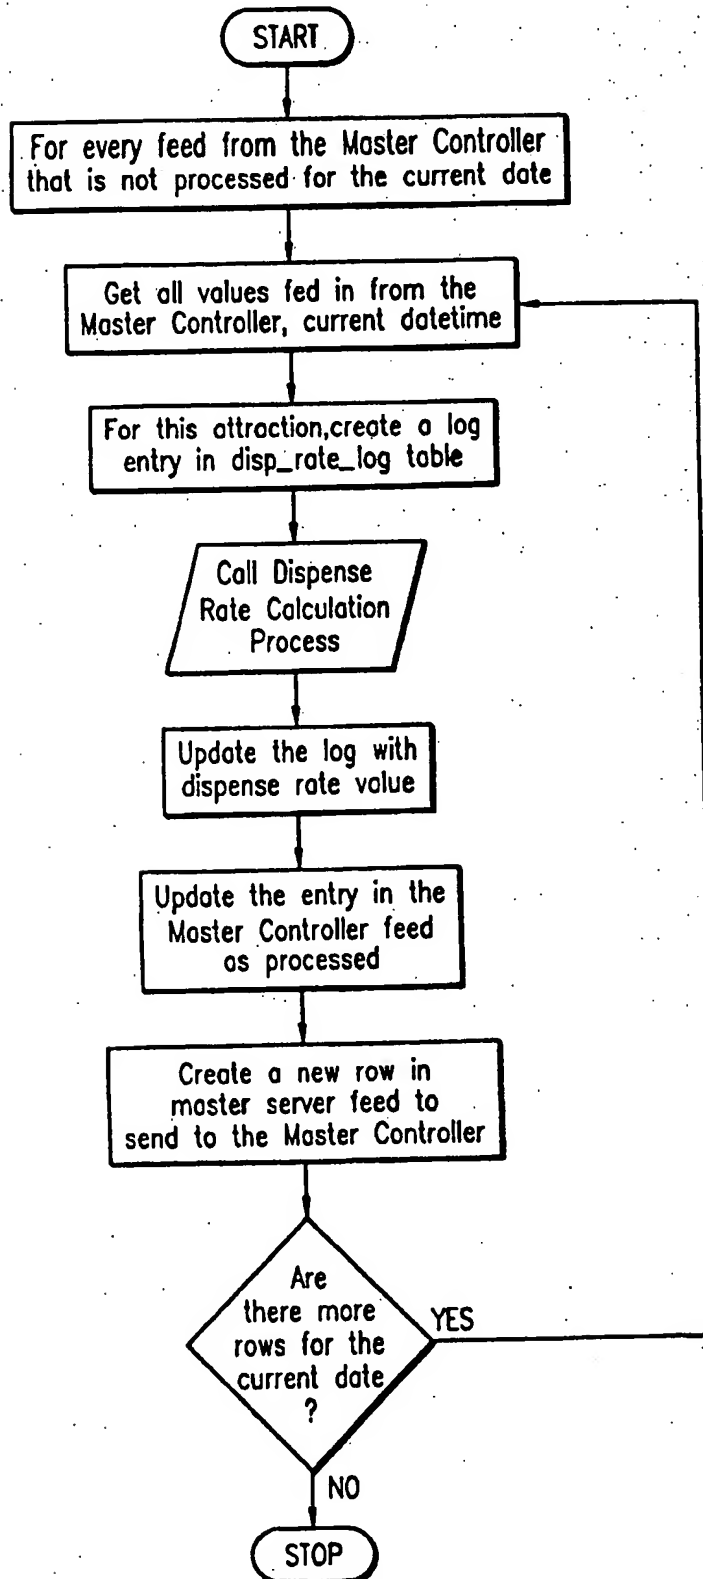 START
For every feed from the Master Controller
that is not processed for the current date
Get all values fed in from the
Master Controller, current datetime
For this attraction,create a log
entry in disp_rate_log table
Call Dispense
Rate Calculation
Process
Update the log with
dispense rate value
Update the entry in the
Master Controller feed
as processed
Create a new row in
master server feed to
send to the Master Controller
Are
there more
rows for the
current date
?
YES
NO
STOP